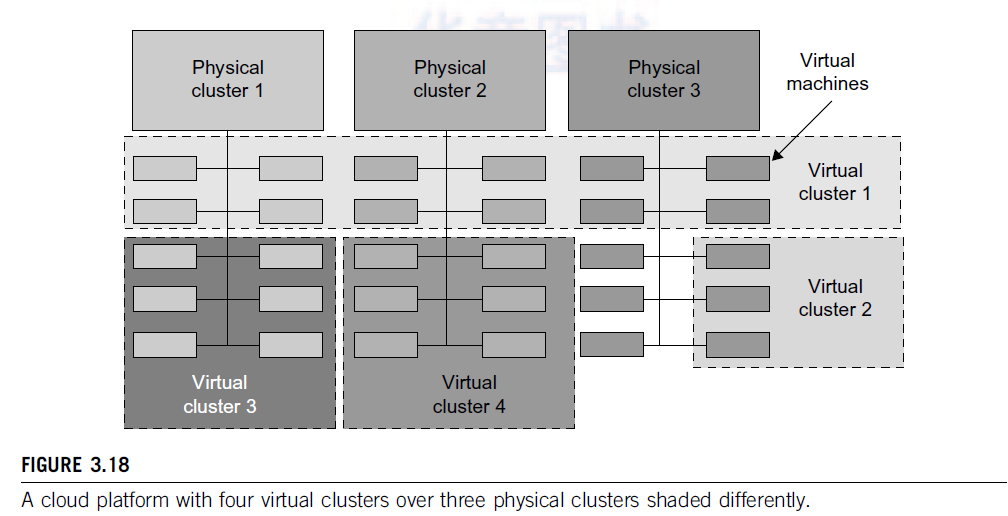 Physical
cluster 1
Physical
cluster 2
Physical
cluster 3
Virtual
machines
Virtual
cluster 1
Virtual
cluster 2
Virtual
cluster 3
Virtual
cluster 4
FIGURE 3.18
A cloud platform with four virtual clusters over three physical clusters shaded differently.